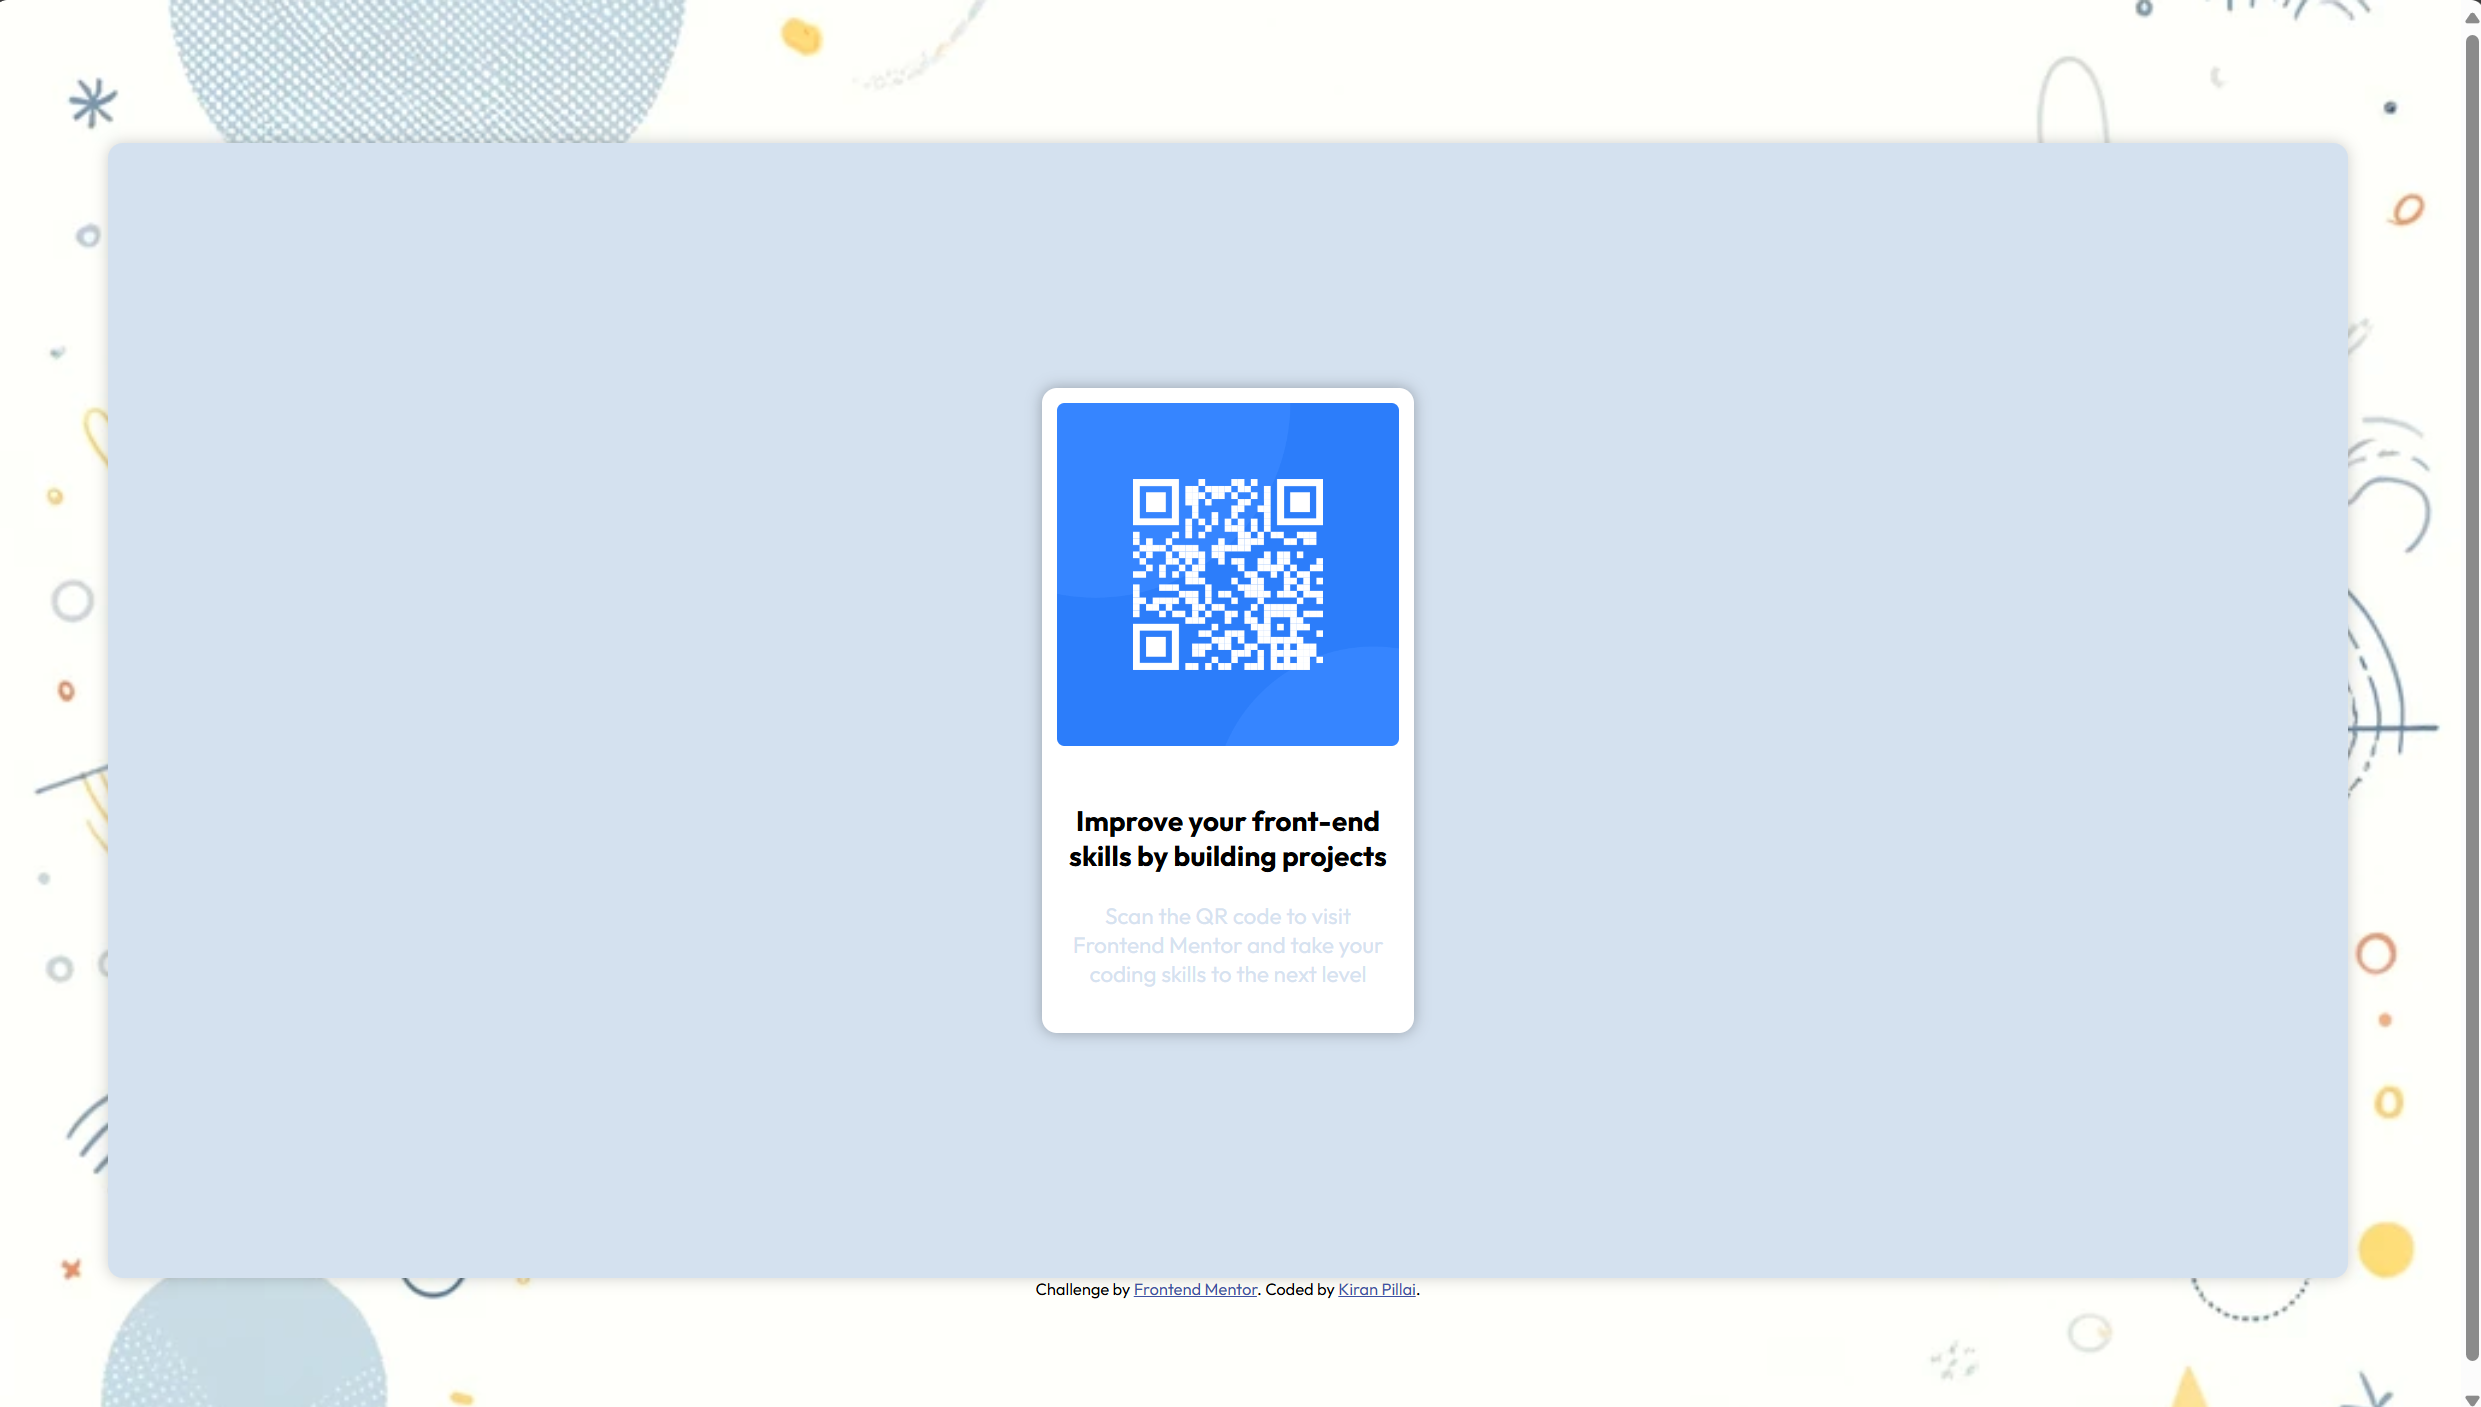 Improve your front-end
skills by building projects
Scan the QR code to visit
Frontend Mentor and take your
coding skills to the next level
Challenge by Frontend Mentor. Coded by Kiran Pillai.